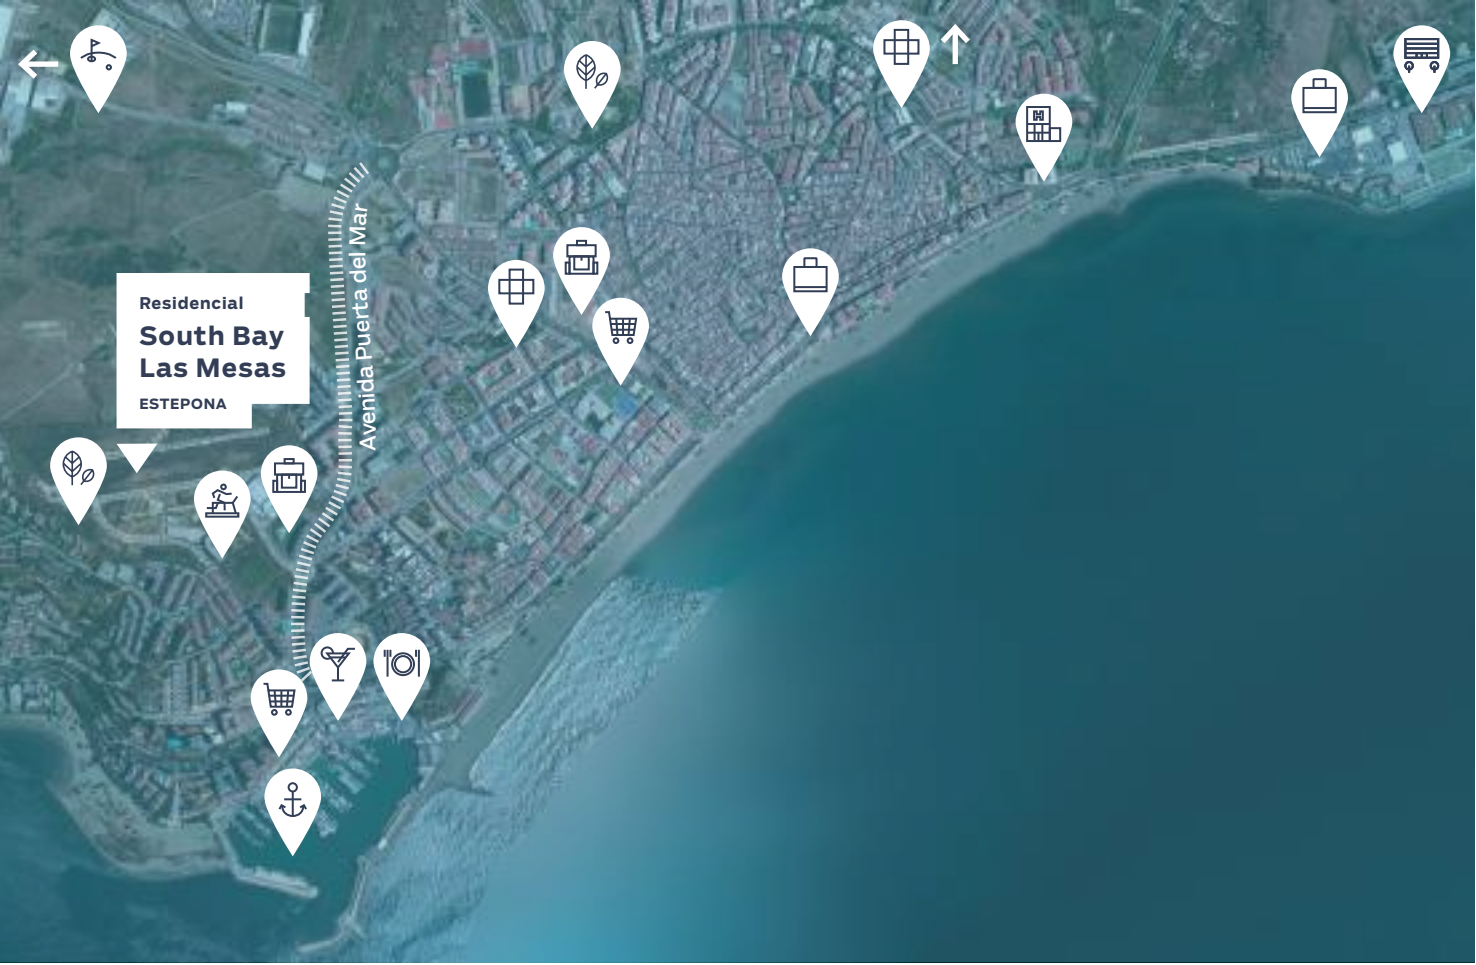 Residencial
South Bay
Las Mesas
ESTEPONA
Avenida Puerta del Mar
H